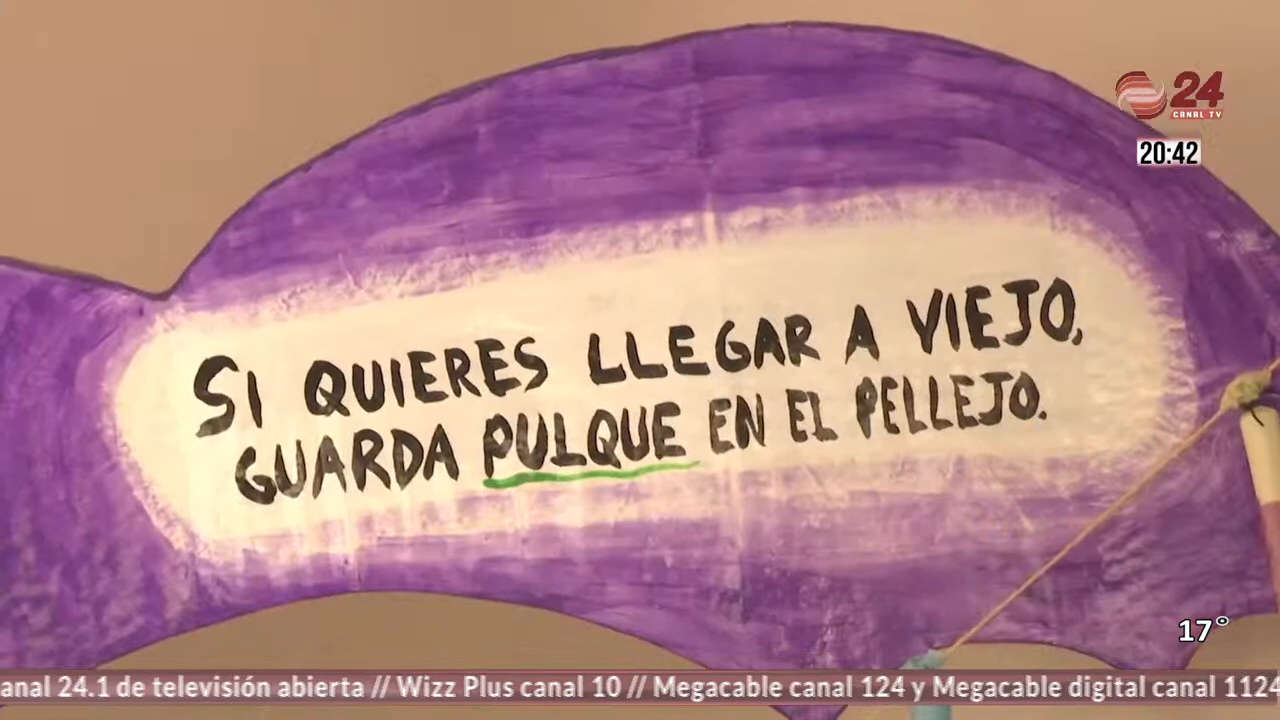 24
CANAL TV
20:42
SI QUIERES LLEGAR A VIEJO,
GUARDA PULQUE EN EL PELLEJO.
17°
anal 24.1 de televisión abierta // Wizz Plus canal 10 // Megacable canal 124 y Megacable digital canal 1124